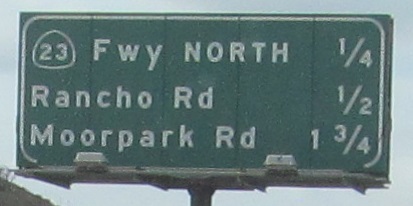 23 Fwy NORTH 1/4
Rancho Rd 1/2
Moorpark Rd 1 3/4